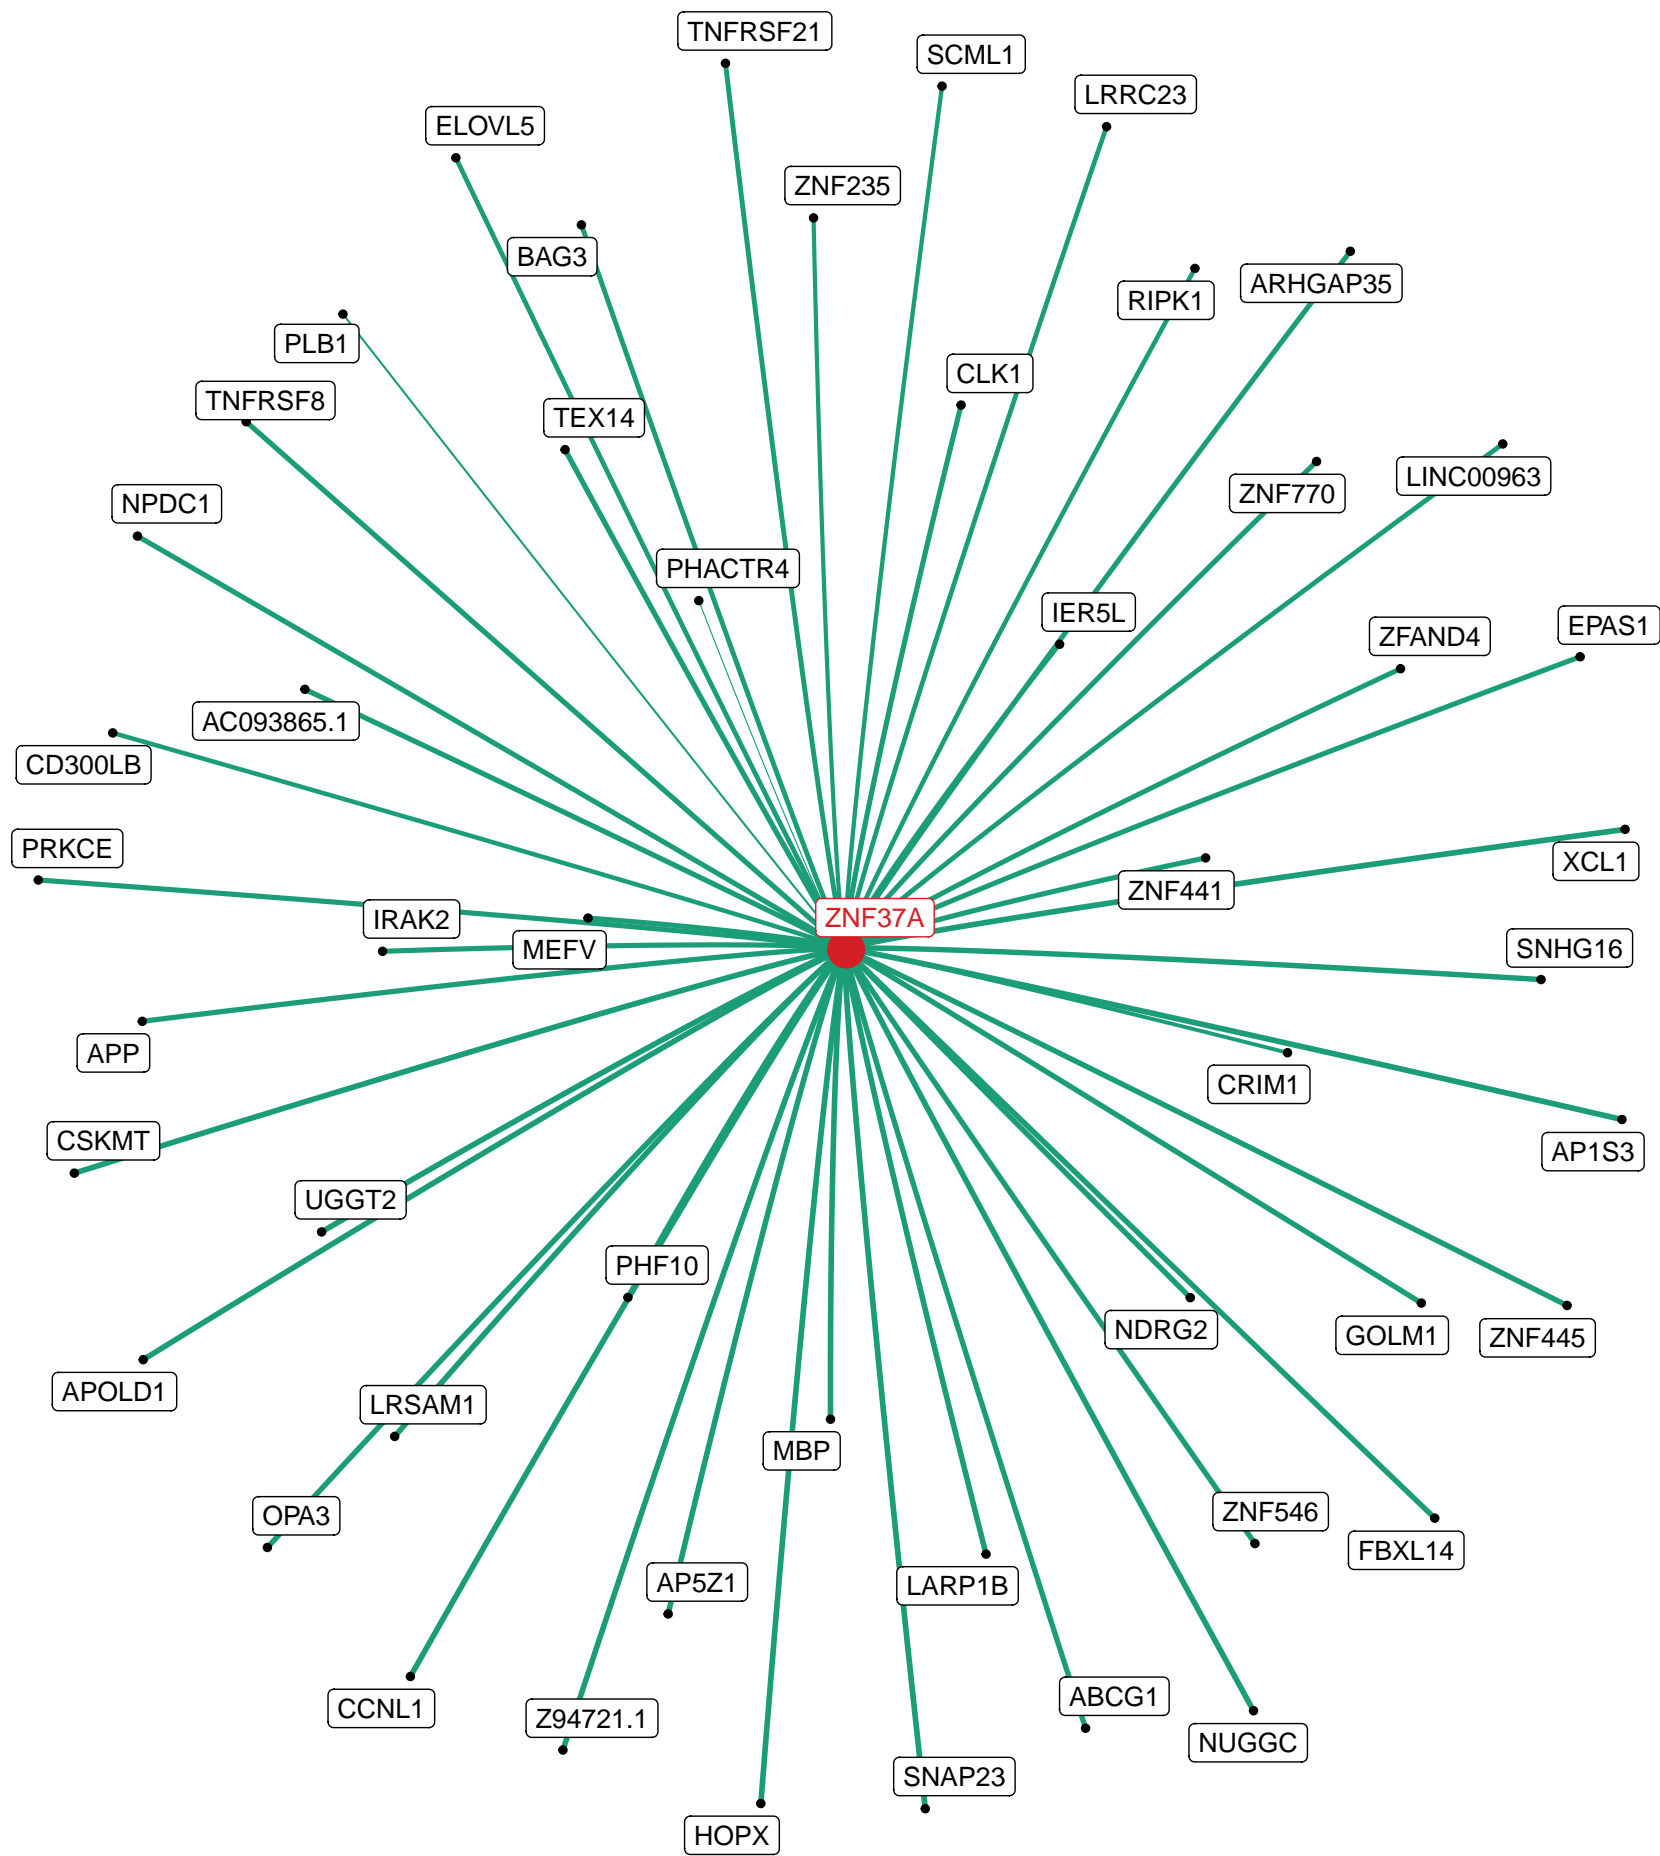 TNFRSF21
SCML1
LRRC23
ELOVL5
ZNF235
BAG3
ARHGAP35
RIPK1
PLB1
CLK1
TNFRSF8
TEX14
LINC00963
ZNF770
NPDC1
PHACTR4
IER5L
EPAS1
ZFAND4
AC093865.1
CD300LB
PRKCE
XCL1
ZNF441
IRAK2
ZNF37A
MEFV
SNHG16
APP
CRIM1
CSKMT
AP1S3
UGGT2
PHF10
NDRG2
GOLM1
ZNF445
APOLD1
LRSAM1
MBP
OPA3
ZNF546
FBXL14
AP5Z1
LARP1B
ABCG1
CCNL1
Z94721.1
NUGGC
SNAP23
HOPX